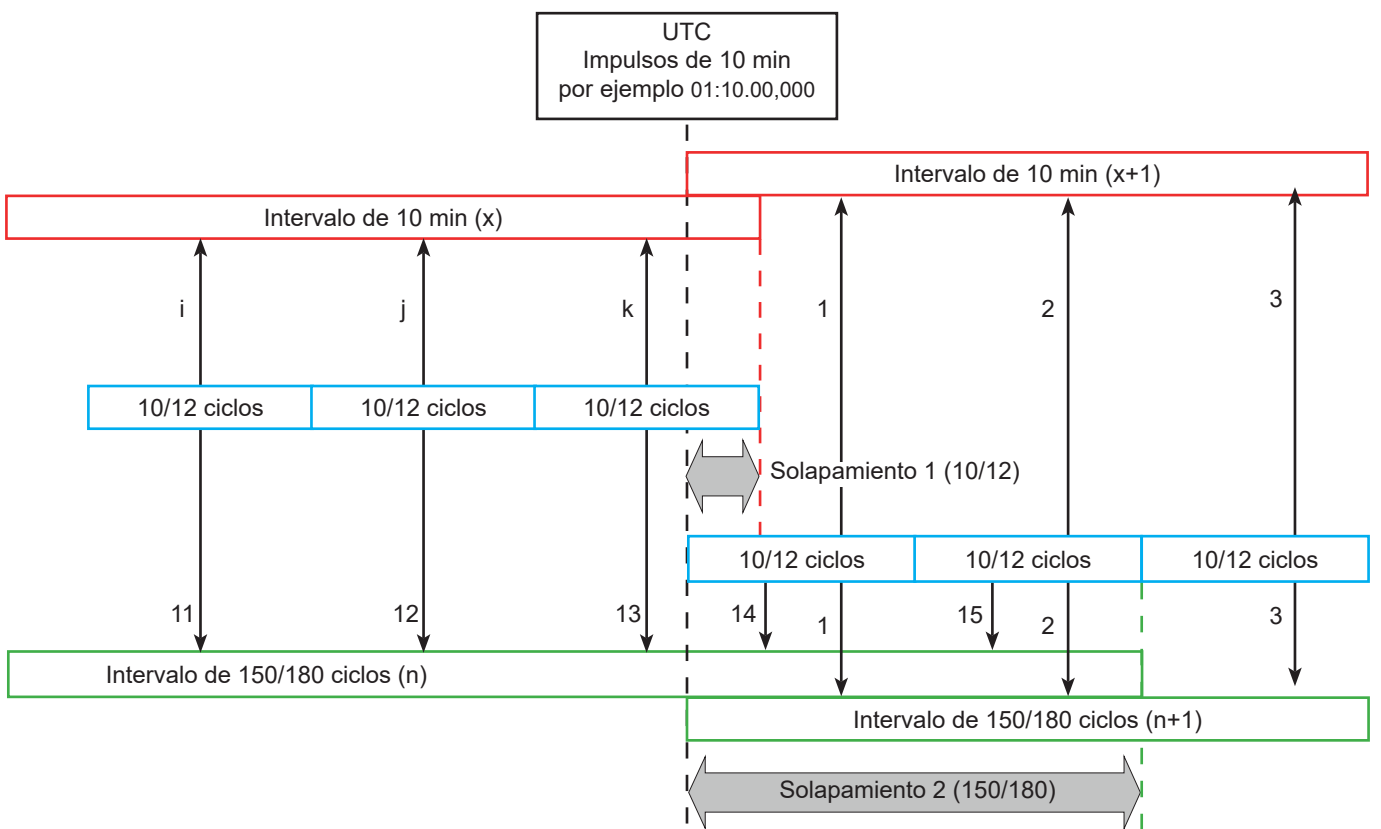 UTC
Impulsos de 10 min
por ejemplo 01:10.00,000
Intervalo de 10 min (x+1)
Intervalo de 10 min (x)
i
j
k
1
2
3
10/12 ciclos
10/12 ciclos
10/12 ciclos
Solapamiento 1 (10/12)
10/12 ciclos
10/12 ciclos
10/12 ciclos
11
12
13
14
1
15
2
3
Intervalo de 150/180 ciclos (n)
Intervalo de 150/180 ciclos (n+1)
Solapamiento 2 (150/180)